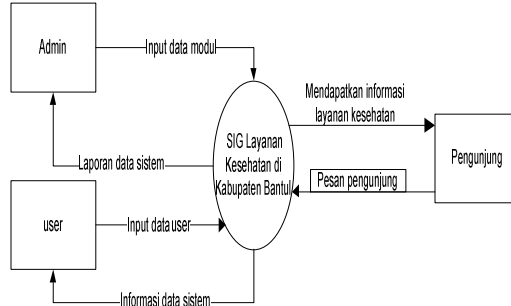 Admin
Input data modul
Mendapatkan informasi
layanan kesehatan
SIG Layanan
Kesehatan di
Kabupaten Bantul
Pengunjung
Laporan data sistem
Pesan pengunjung
user
Input data user
Informasi data sistem